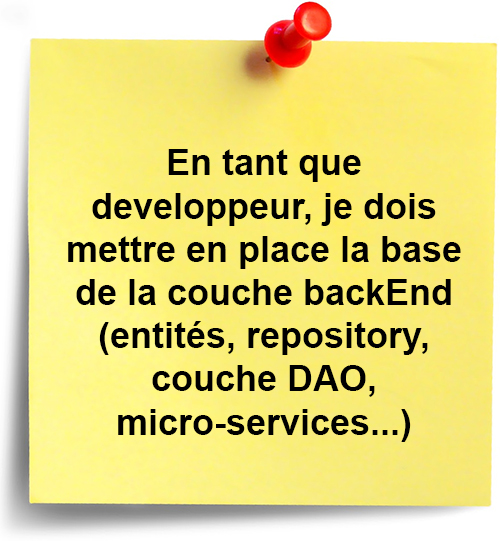 En tant que
developpeur, je dois
mettre en place la base
de la couche backEnd
(entités, repository,
couche DAO,
micro-services...)